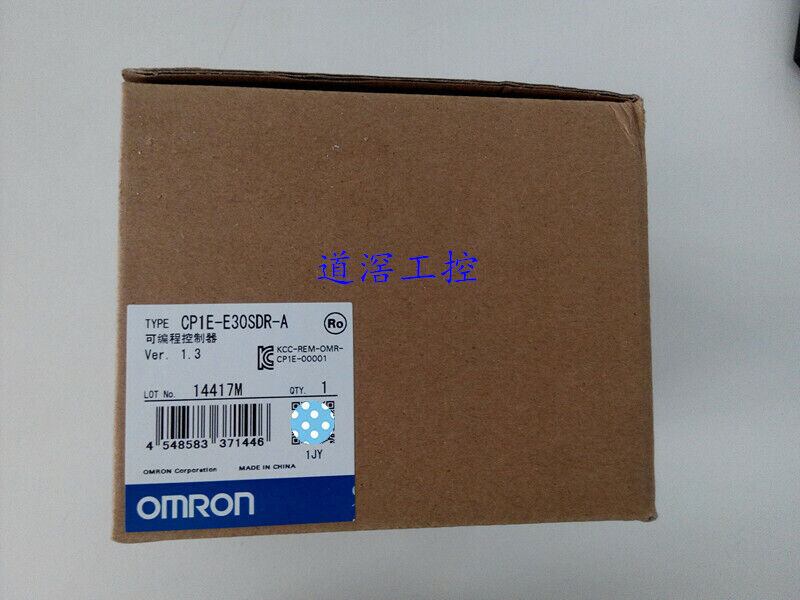 道滘工控
TYPE CP1E-E30SDR-A
Ro
可编程控制器
Ver. 1.3
KCC-REM-OMR-
CP1E-00001
LOT No. 14417M QTY. 1
4 548583 371446
1JY
OMRON Corporation MADE IN CHINA
OMRON